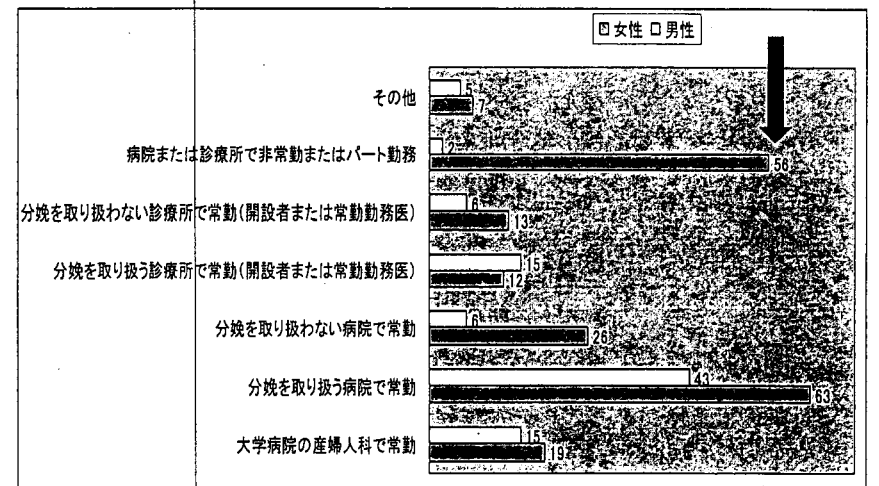 女性 男性
その他
5
7
病院または診療所で非常勤またはパート勤務
2
56
分娩を取り扱わない診療所で常勤(開設者または常勤勤務医)
6
13
分娩を取り扱う診療所で常勤(開設者または常勤勤務医)
15
12
分娩を取り扱わない病院で常勤
6
26
分娩を取り扱う病院で常勤
43
63
大学病院の産婦人科で常勤
15
19